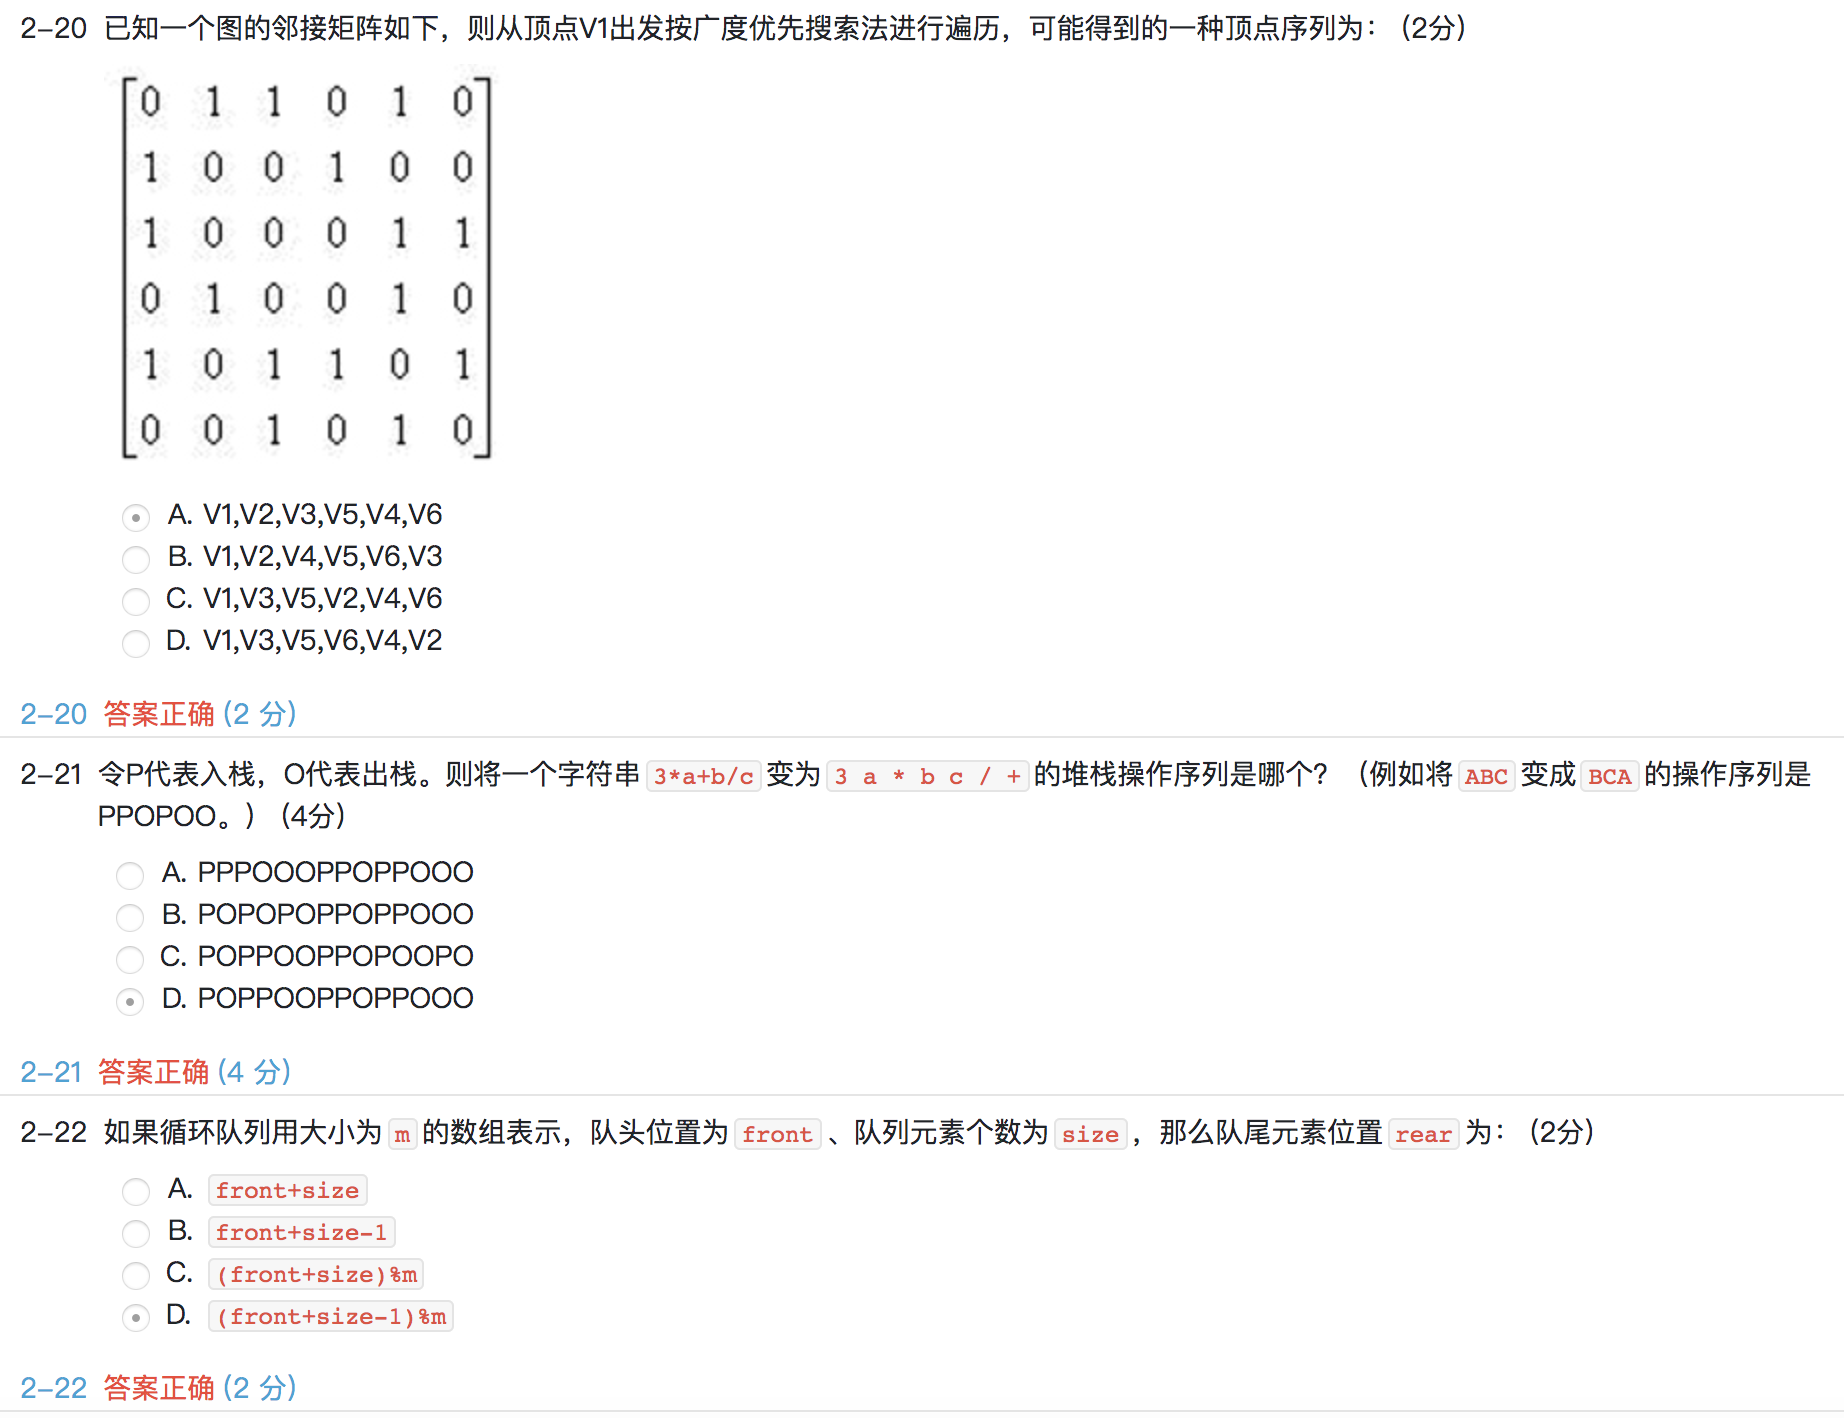 2-20 已知一个图的邻接矩阵如下，则从顶点V1出发按广度优先搜索法进行遍历，可能得到的一种顶点序列为：（2分）
0 1 1 0 1 0
1 0 0 1 0 0
1 0 0 0 1 1
0 1 0 0 1 0
1 0 1 1 0 1
0 0 1 0 1 0
A. V1,V2,V3,V5,V4,V6
B. V1,V2,V4,V5,V6,V3
C. V1,V3,V5,V2,V4,V6
D. V1,V3,V5,V6,V4,V2
2-20 答案正确 (2 分)
2-21 令P代表入栈，O代表出栈。则将一个字符串 3*a+b/c 变为 3 a * b c / + 的堆栈操作序列是哪个？（例如将 ABC 变成 BCA 的操作序列是
PPOPOO。）（4分）
A. PPPOOOPPOPPOOO
B. POPOPOPPOPPOOO
C. POPPOOPPOPOOPO
D. POPPOOPPOPPOOO
2-21 答案正确 (4 分)
2-22 如果循环队列用大小为 m 的数组表示，队头位置为 front 、队列元素个数为 size ，那么队尾元素位置 rear 为：（2分）
A. front+size
B. front+size-1
C. (front+size)%m
D. (front+size-1)%m
2-22 答案正确 (2 分)